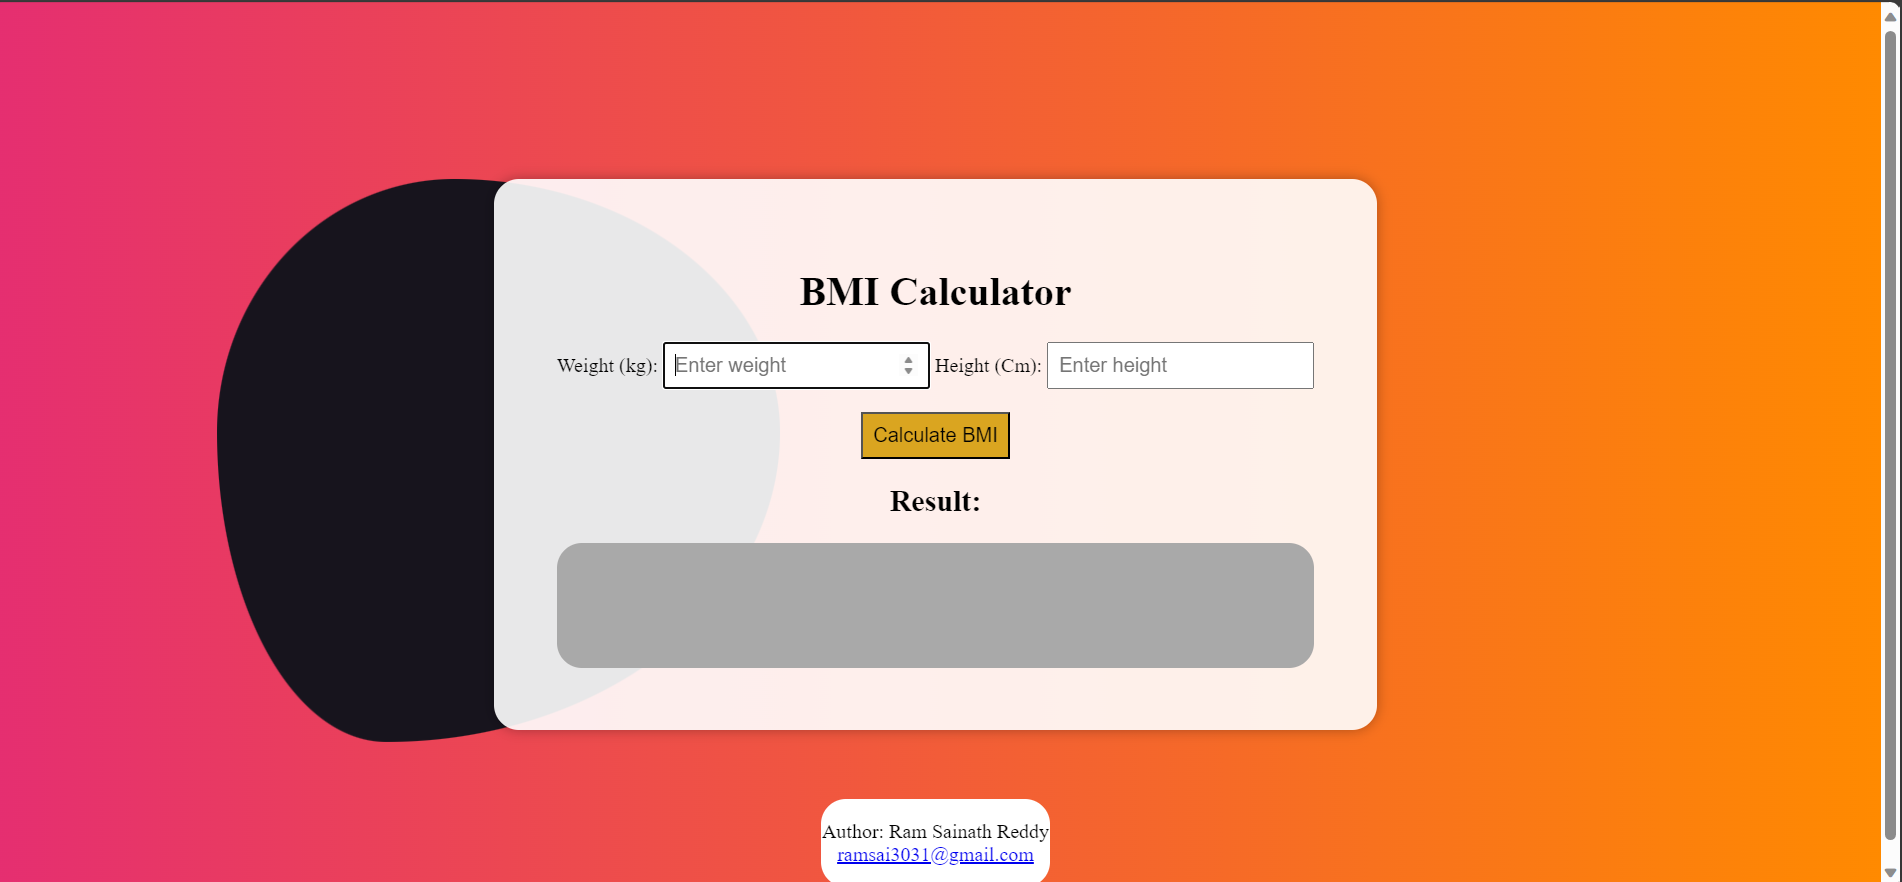 BMI Calculator
Weight (kg): Enter weight Height (Cm): Enter height
Calculate BMI
Result:
Author: Ram Sainath Reddy
ramsai3031@gmail.com